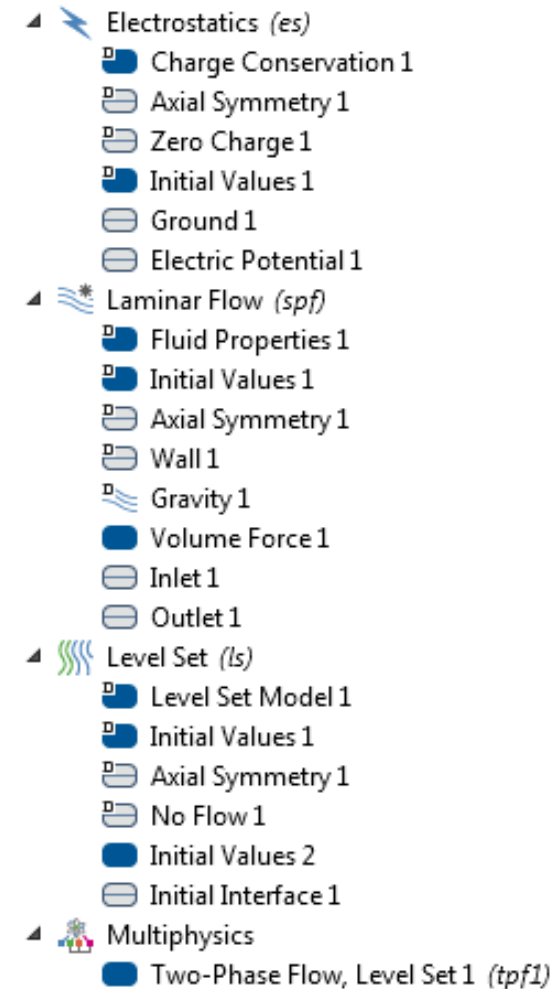 Electrostatics (es)
D Charge Conservation 1
D Axial Symmetry 1
D Zero Charge 1
D Initial Values 1
Ground 1
Electric Potential 1
Laminar Flow (spf)
D Fluid Properties 1
D Initial Values 1
D Axial Symmetry 1
D Wall 1
D Gravity 1
Volume Force 1
Inlet 1
Outlet 1
Level Set (ls)
D Level Set Model 1
D Initial Values 1
D Axial Symmetry 1
D No Flow 1
Initial Values 2
Initial Interface 1
Multiphysics
Two-Phase Flow, Level Set 1 (tpf1)